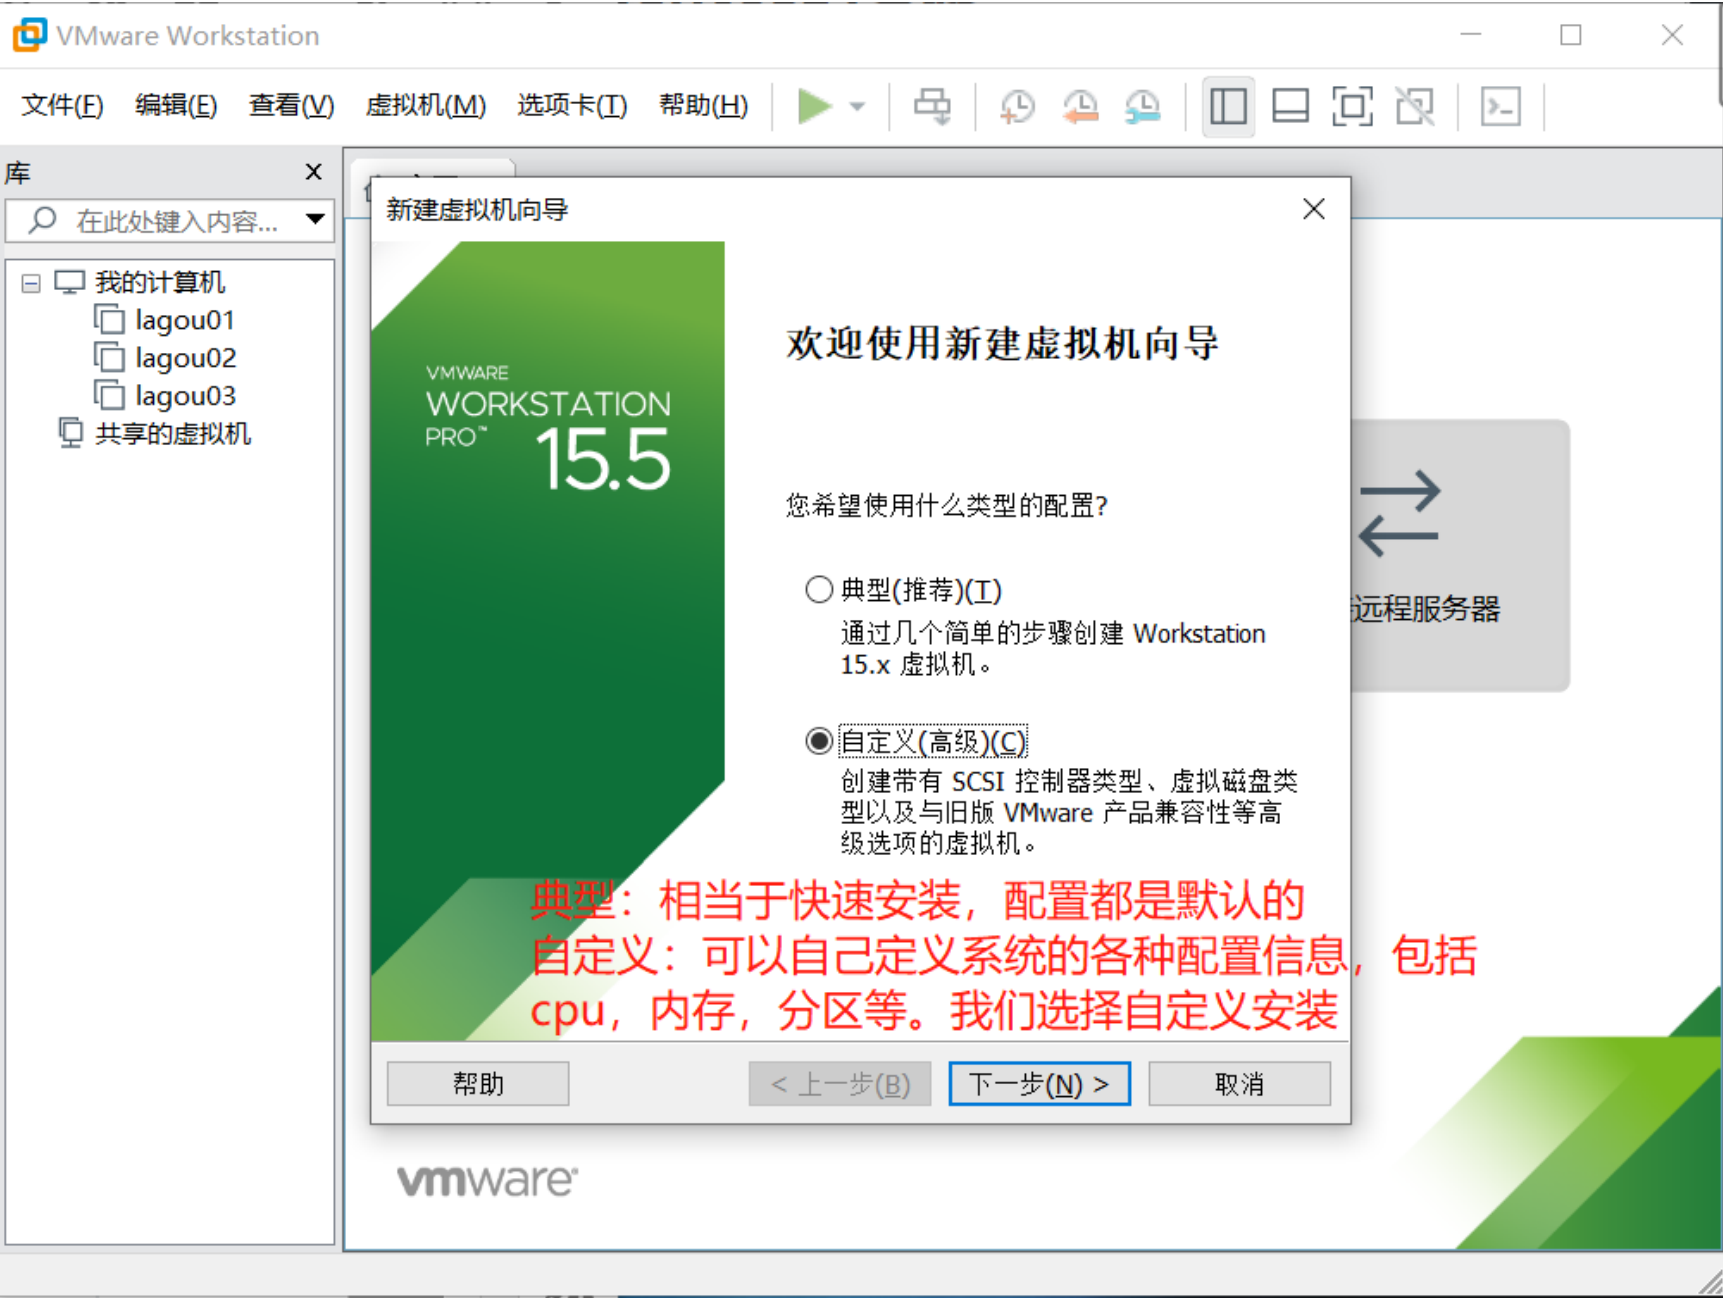 VMware Workstation
文件(F) 编辑(E) 查看(V) 虚拟机(M) 选项卡(T) 帮助(H)
库
在此处键入内容...
我的计算机
lagou01
lagou02
lagou03
共享的虚拟机
新建虚拟机向导
VMWARE
WORKSTATION
PRO™ 15.5
欢迎使用新建虚拟机向导
您希望使用什么类型的配置?
典型(推荐)(T)
通过几个简单的步骤创建 Workstation
15.x 虚拟机。
自定义(高级)(C)
创建带有 SCSI 控制器类型、虚拟磁盘类
型以及与旧版 VMware 产品兼容性等高
级选项的虚拟机。
远程服务器
典型：相当于快速安装，配置都是默认的
自定义：可以自己定义系统的各种配置信息，包括
cpu，内存，分区等。我们选择自定义安装
帮助
< 上一步(B)
下一步(N) >
取消
vmware